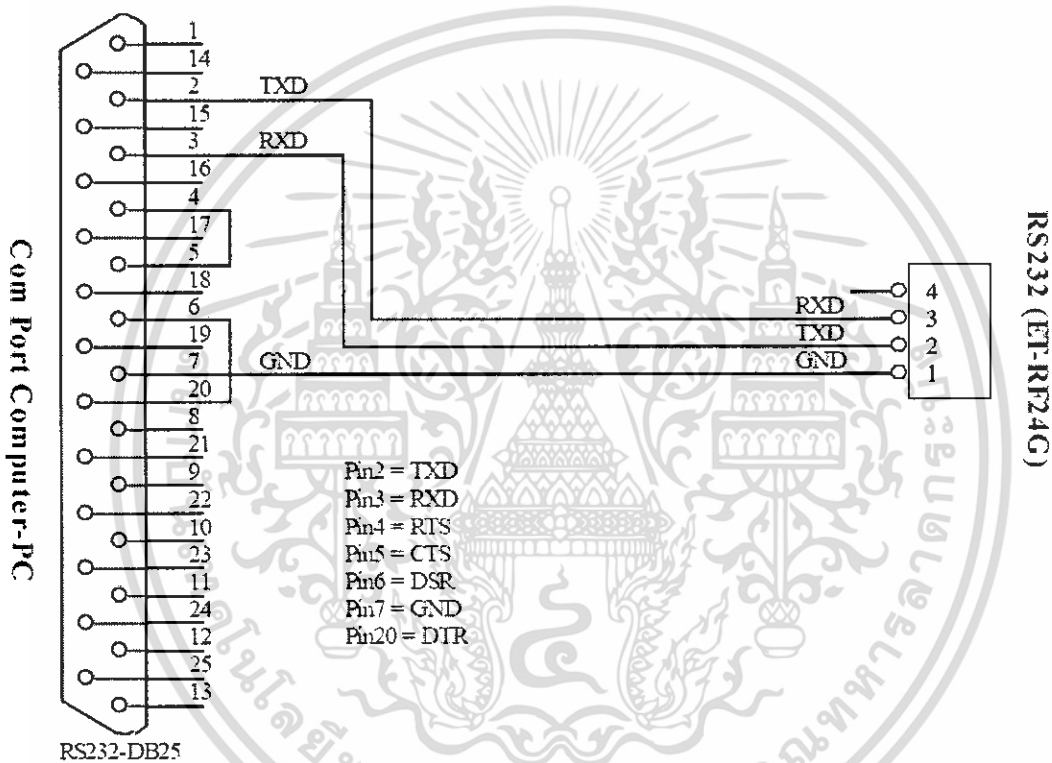 Com Port Computer-PC
1
14
2
TXD
15
3
RXD
16
4
17
5
18
6
19
7
GND
20
8
21
9
22
10
23
11
24
12
25
13
RS232-DB25
Pin2 = TXD
Pin3 = RXD
Pin4 = RTS
Pin5 = CTS
Pin6 = DSR
Pin7 = GND
Pin20 = DTR
RXD
TXD
GND
4
3
2
1
RS232 (ET-RF24G)